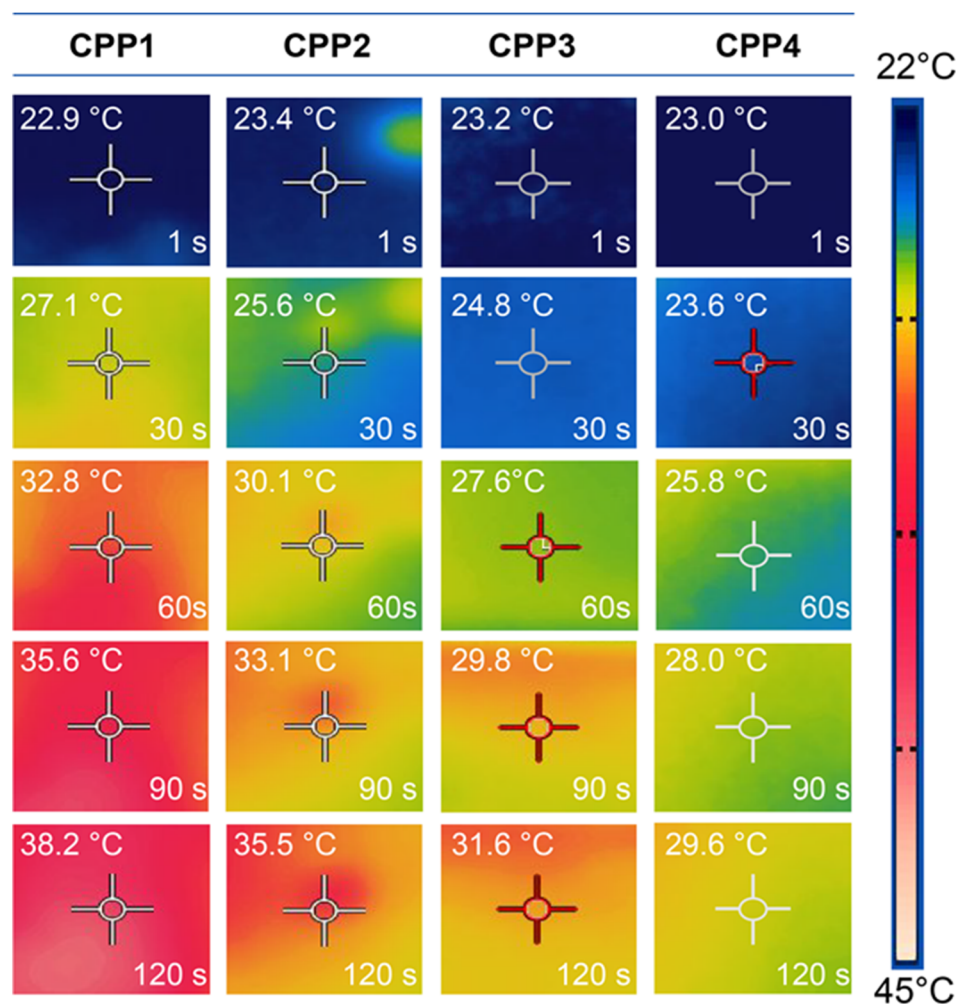 CPP1 CPP2 CPP3 CPP4
22°C
22.9 °C 23.4 °C 23.2 °C 23.0 °C
1 s 1 s 1 s 1 s
27.1 °C 25.6 °C 24.8 °C 23.6 °C
30 s 30 s 30 s 30 s
32.8 °C 30.1 °C 27.6°C 25.8 °C
60s 60s 60s 60s
35.6 °C 33.1 °C 29.8 °C 28.0 °C
90 s 90 s 90 s 90 s
38.2 °C 35.5 °C 31.6 °C 29.6 °C
120 s 120 s 120 s 120 s
45°C